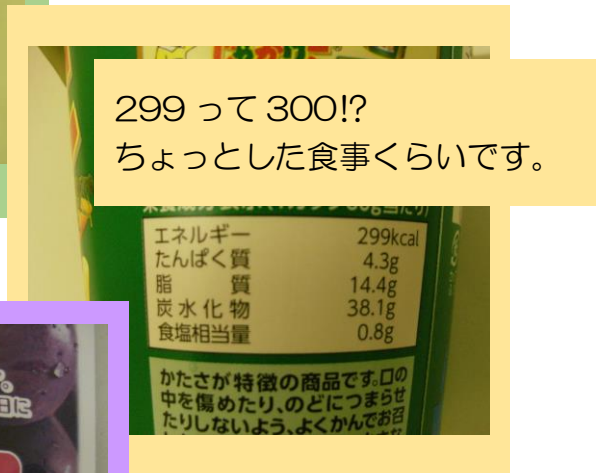 299 って 300!?
ちょっとした食事くらいです。
エネルギー 299kcal
たんぱく質 4.3g
脂質 14.4g
炭水化物 38.1g
食塩相当量 0.8g
かたさが特徴の商品です。口の
中を傷めたり、のどにつまらせ
たりしないよう、よくかんでお召